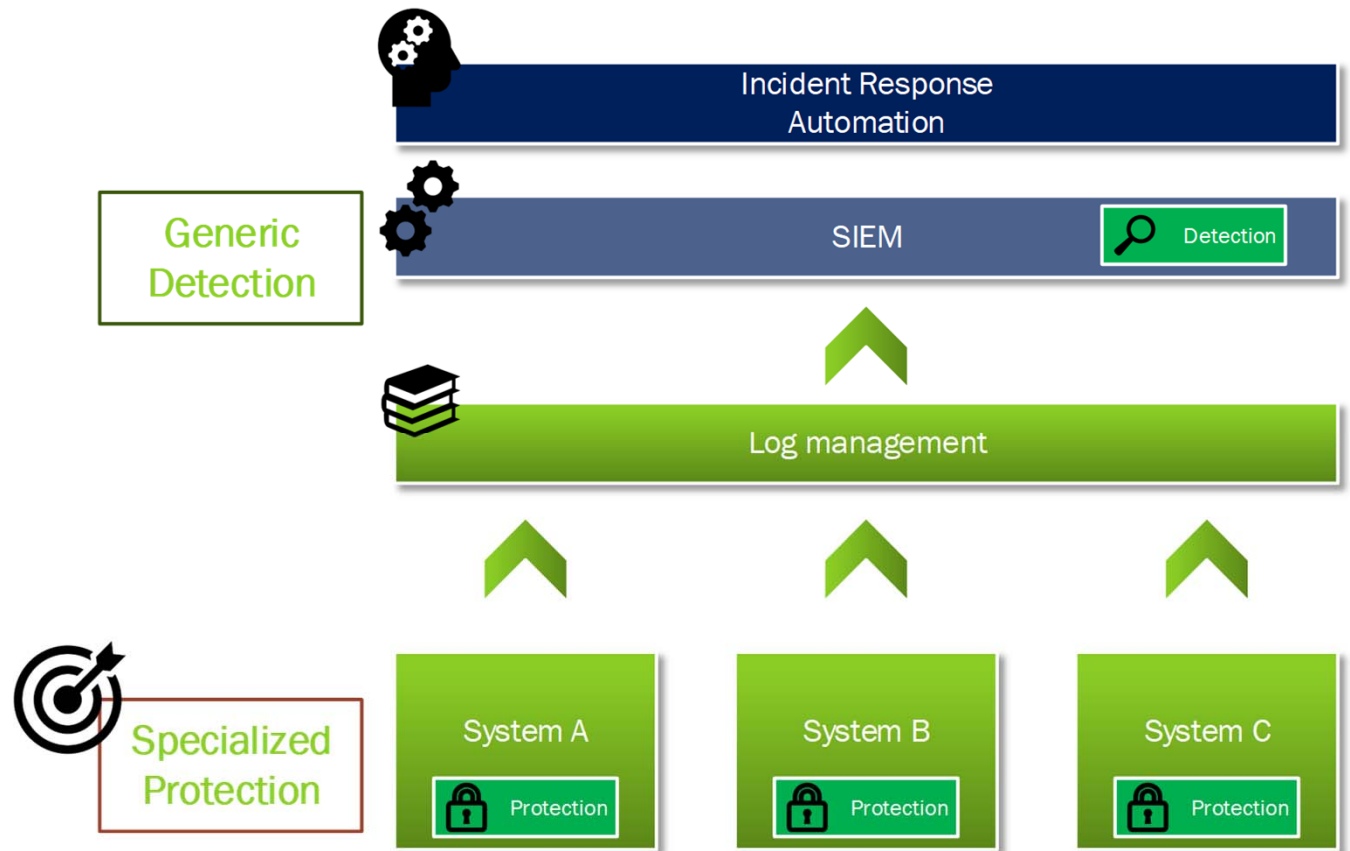 Incident Response
Automation
Generic
Detection
SIEM
Detection
Log management
Specialized
Protection
System A
System B
System C
Protection
Protection
Protection